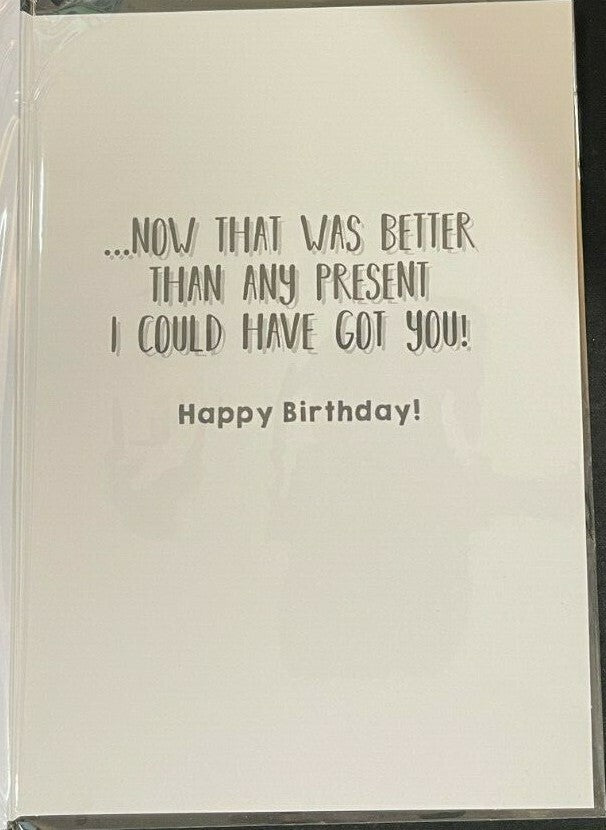 ...NOW THAT WAS BETTER
THAN ANY PRESENT
I COULD HAVE GOT YOU!
Happy Birthday!